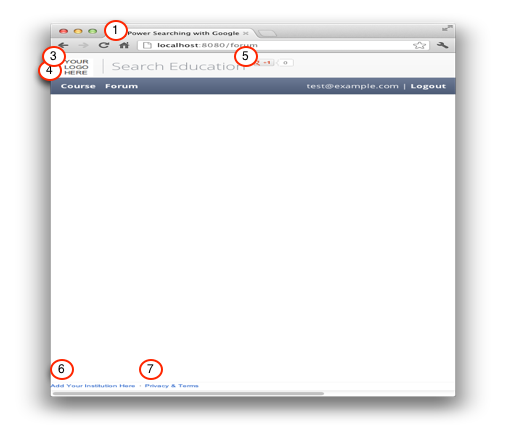 1
Power Searching with Google ×
localhost:8080/forum
3
5
YOUR
LOGO
HERE
4
Search Education
+1
0
Course Forum
test@example.com | Logout
6
7
Add Your Institution Here - Privacy & Terms